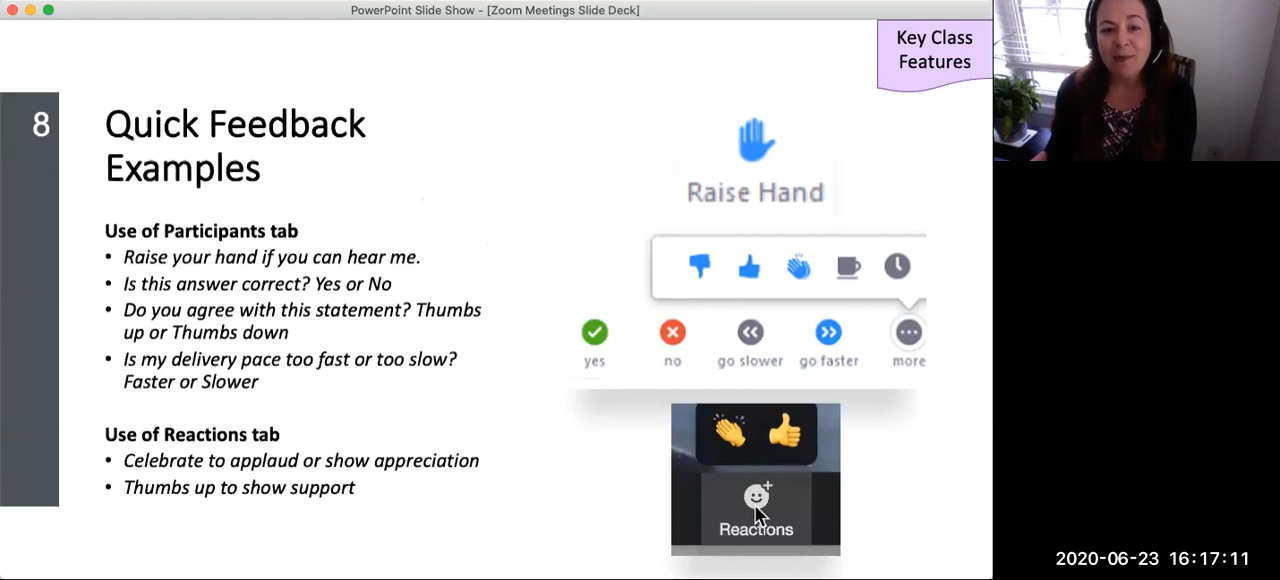 PowerPoint Slide Show - [Zoom Meetings Slide Deck]
Key Class
Features
8
Quick Feedback
Examples
Use of Participants tab
• Raise your hand if you can hear me.
• Is this answer correct? Yes or No
• Do you agree with this statement? Thumbs
up or Thumbs down
• Is my delivery pace too fast or too slow?
Faster or Slower
Use of Reactions tab
• Celebrate to applaud or show appreciation
• Thumbs up to show support
Raise Hand
yes no go slower go faster more
Reactions
2020-06-23 16:17:11